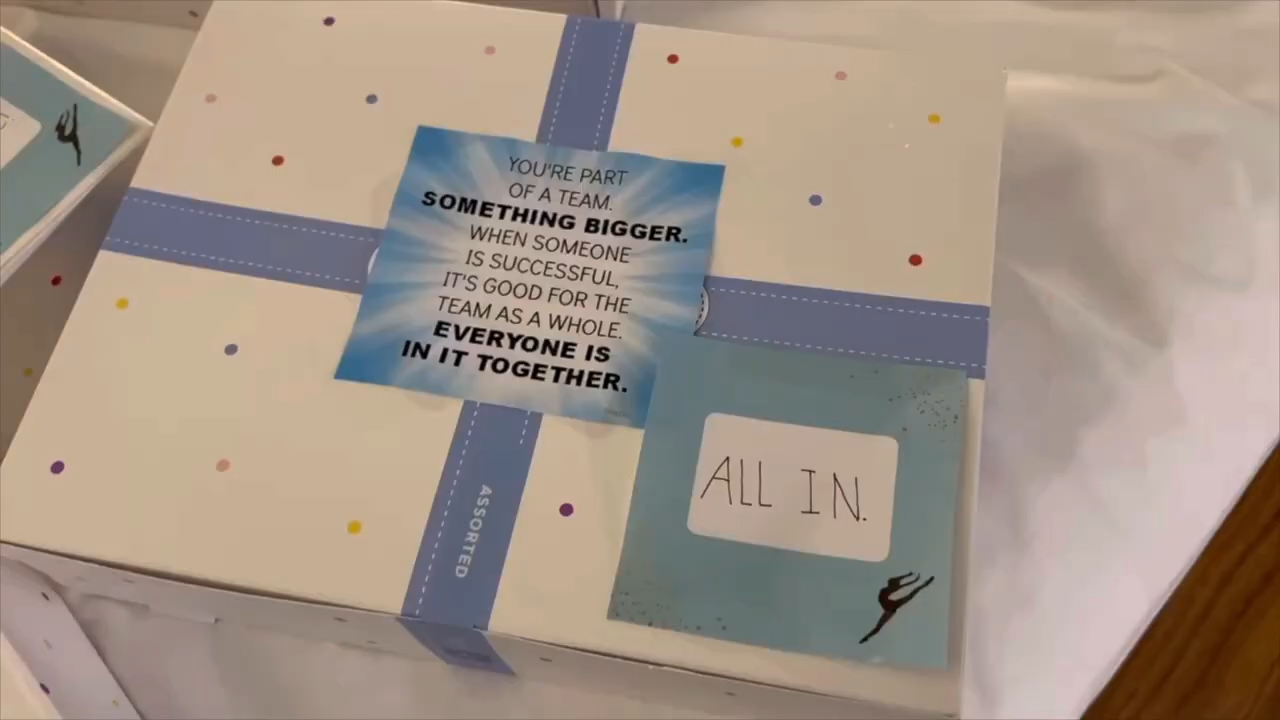 YOU'RE PART
OF A TEAM.
SOMETHING BIGGER.
WHEN SOMEONE
IS SUCCESSFUL,
IT'S GOOD FOR THE
TEAM AS A WHOLE.
EVERYONE IS
IN IT TOGETHER.
ALL IN.
ASSORTED